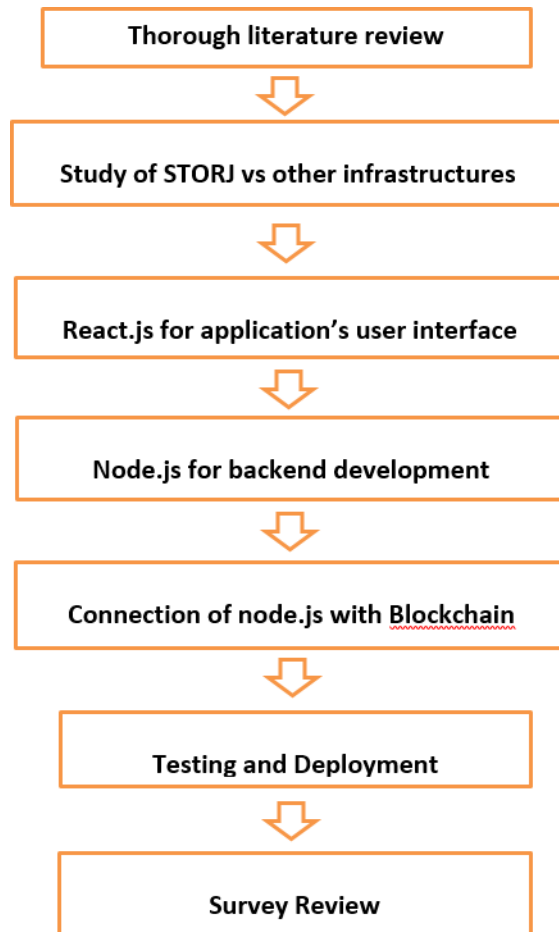 Thorough literature review
Study of STORJ vs other infrastructures
React.js for application’s user interface
Node.js for backend development
Connection of node.js with Blockchain
Testing and Deployment
Survey Review